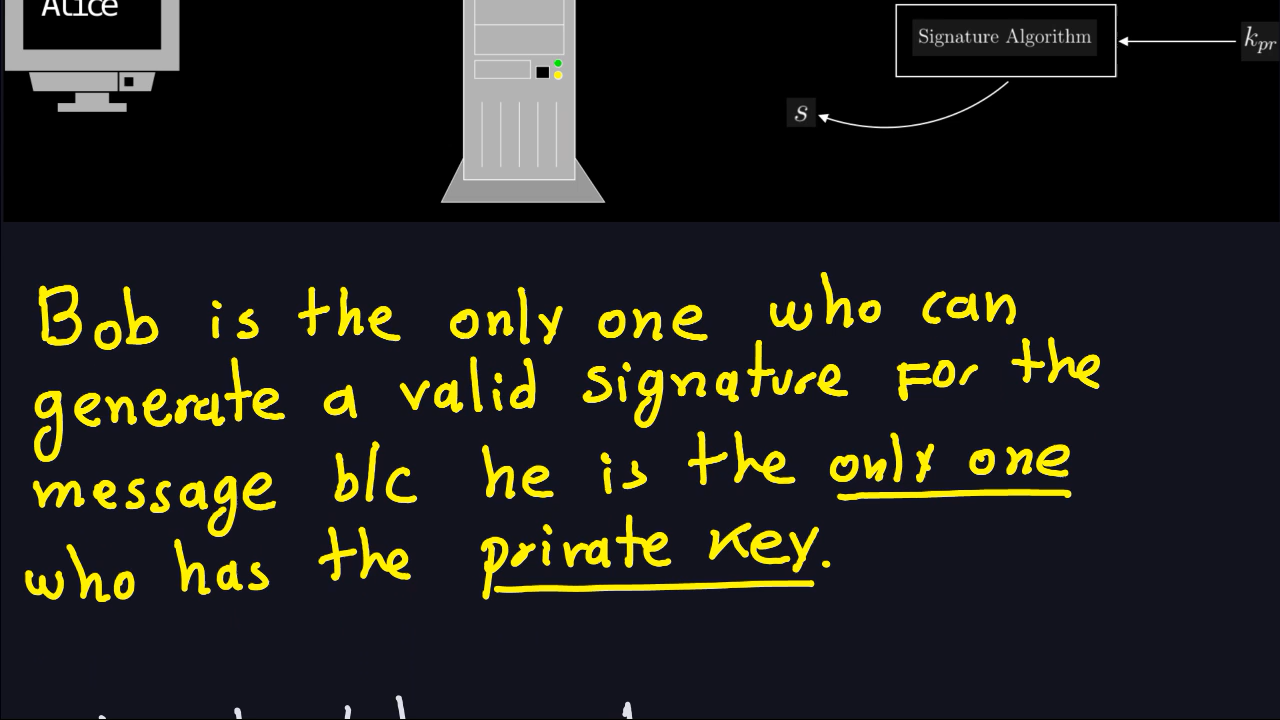 Alice
Signature Algorithm
k_pr
s
Bob is the only one who can
generate a valid signature for the
message b/c he is the only one
who has the private key.